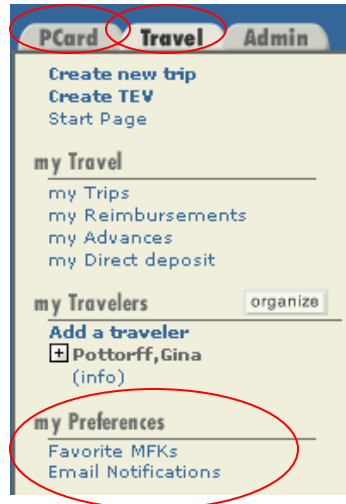 PCard Travel Admin
Create new trip
Create TEV
Start Page
my Travel
my Trips
my Reimbursements
my Advances
my Direct deposit
my Travelers organize
Add a traveler
+ Pottorff,Gina
(info)
my Preferences
Favorite MFKs
Email Notifications